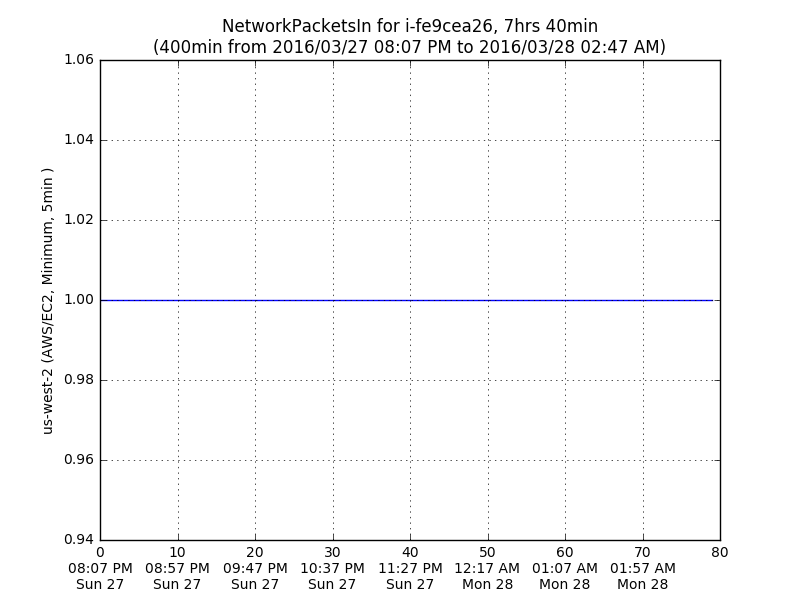 NetworkPacketsIn for i-fe9cea26, 7hrs 40min
(400min from 2016/03/27 08:07 PM to 2016/03/28 02:47 AM)
us-west-2 (AWS/EC2, Minimum, 5min )
1.06
1.04
1.02
1.00
0.98
0.96
0.94
0 10 20 30 40 50 60 70 80
08:07 PM 08:57 PM 09:47 PM 10:37 PM 11:27 PM 12:17 AM 01:07 AM 01:57 AM
Sun 27 Sun 27 Sun 27 Sun 27 Sun 27 Mon 28 Mon 28 Mon 28